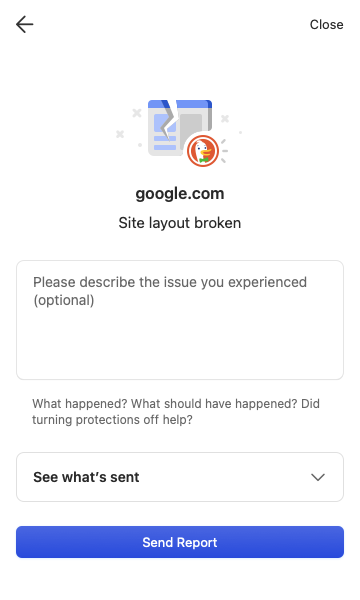 Close
google.com
Site layout broken
Please describe the issue you experienced
(optional)
What happened? What should have happened? Did
turning protections off help?
See what’s sent
Send Report